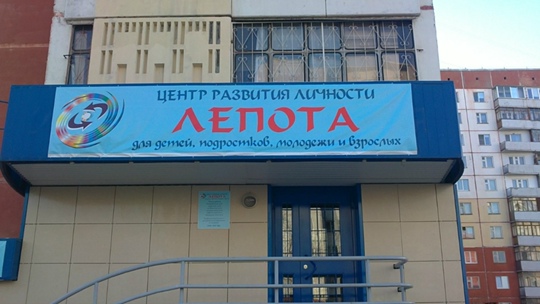 ЦЕНТР РАЗВИТИЯ ЛИЧНОСТИ
ЛЕПОТА
для детей, подростков, молодежи и взрослых